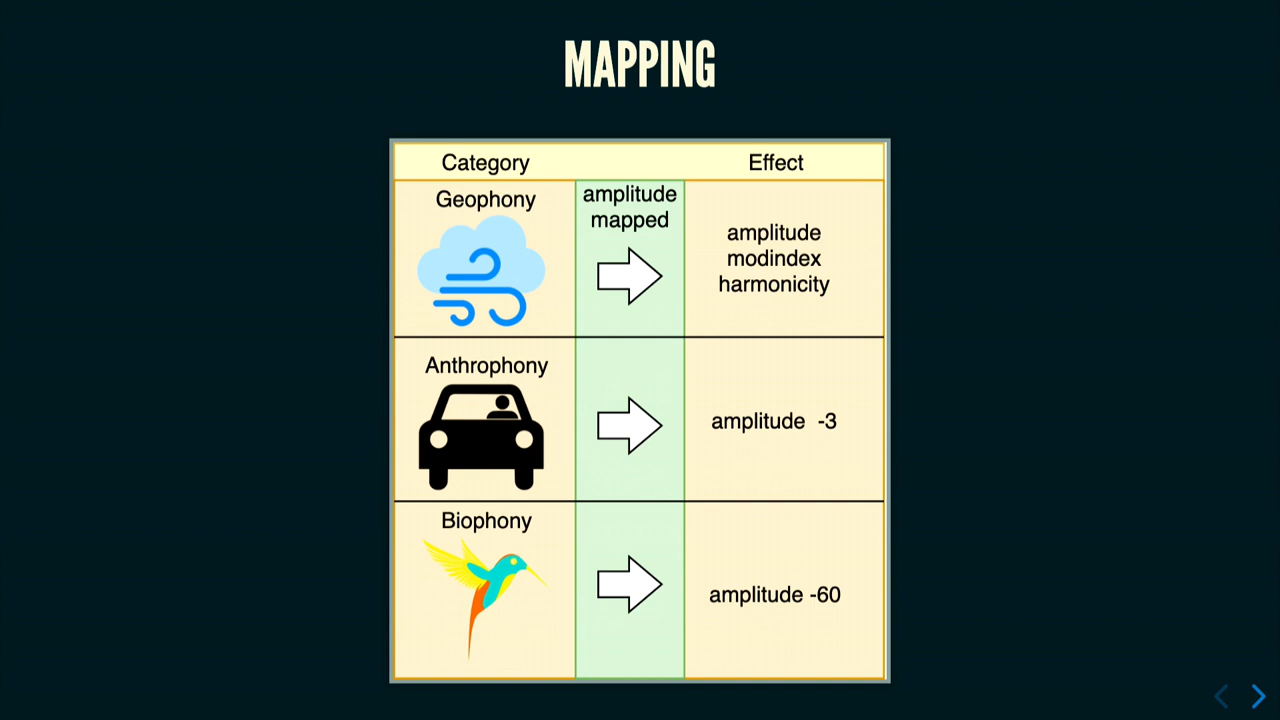 MAPPING
Category Effect
Geophony
amplitude
mapped
amplitude
modindex
harmonicity
Anthrophony
amplitude -3
Biophony
amplitude -60